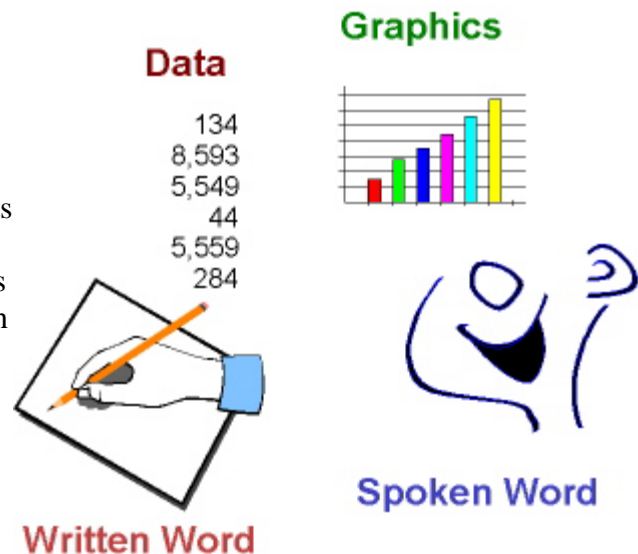 Graphics
Data
134
8,593
5,549
s
44
5,559
s
284
n
Spoken Word
Written Word